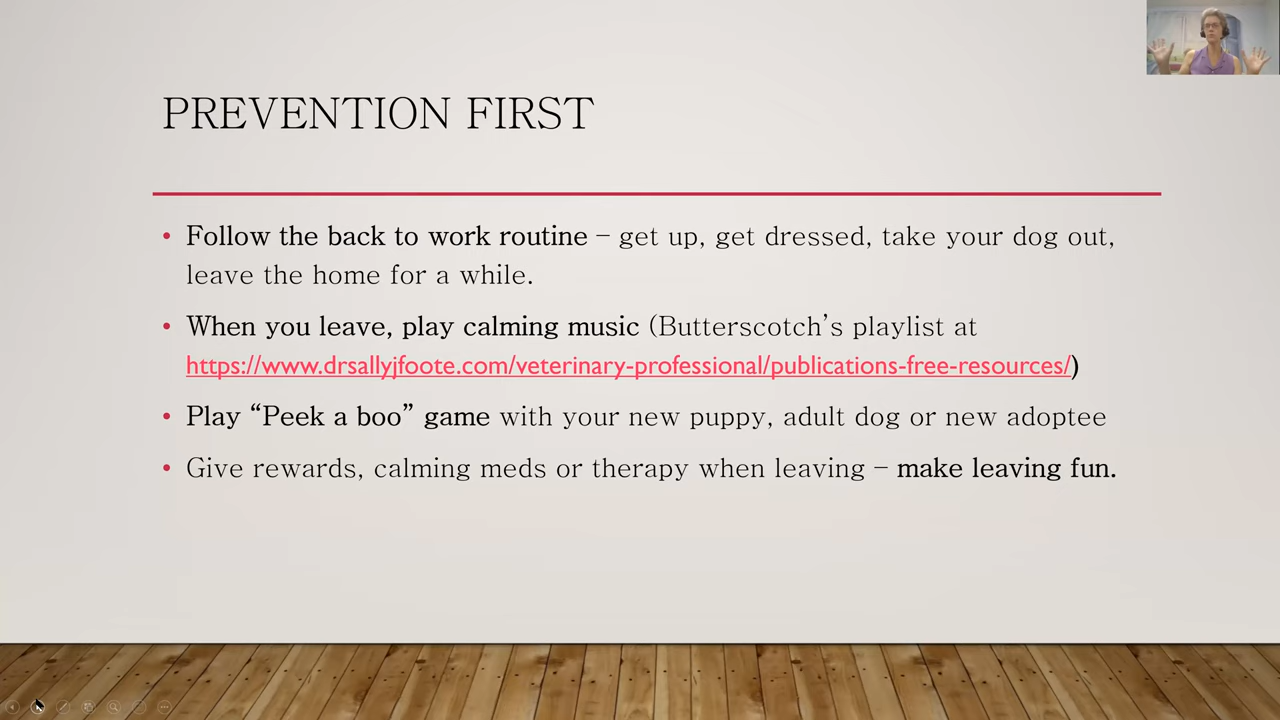 PREVENTION FIRST
• Follow the back to work routine – get up, get dressed, take your dog out,
leave the home for a while.
• When you leave, play calming music (Butterscotch’s playlist at
https://www.drsallyjfoote.com/veterinary-professional/publications-free-resources/)
• Play “Peek a boo” game with your new puppy, adult dog or new adoptee
• Give rewards, calming meds or therapy when leaving – make leaving fun.